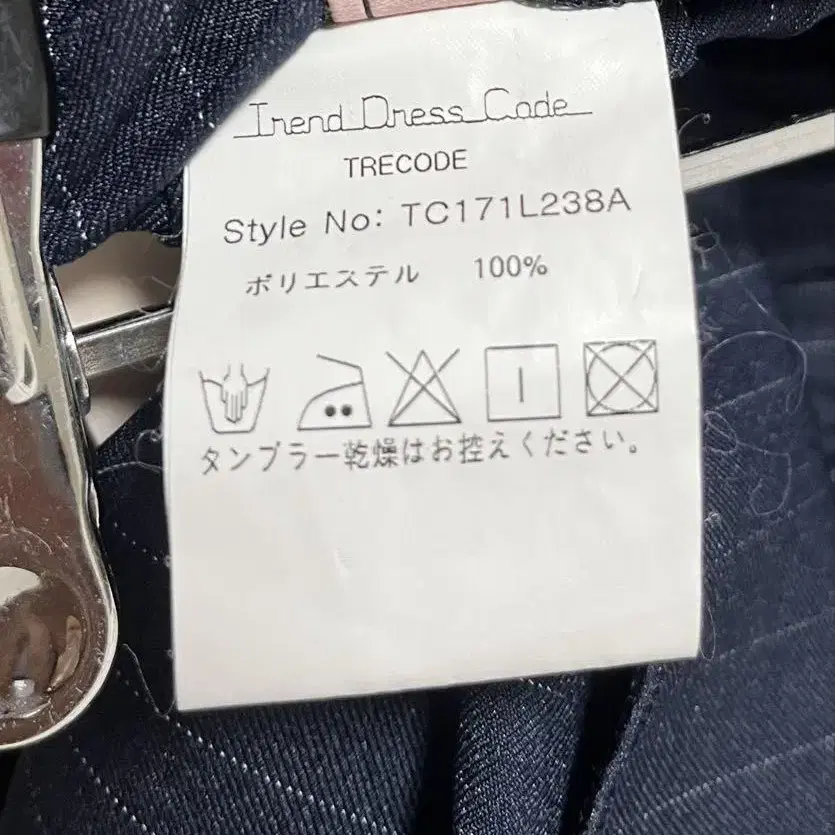 Trend Dress Code
TRECODE
Style No: TC171L238A
ポリエステル 100%
タンブラー乾燥はお控えください。